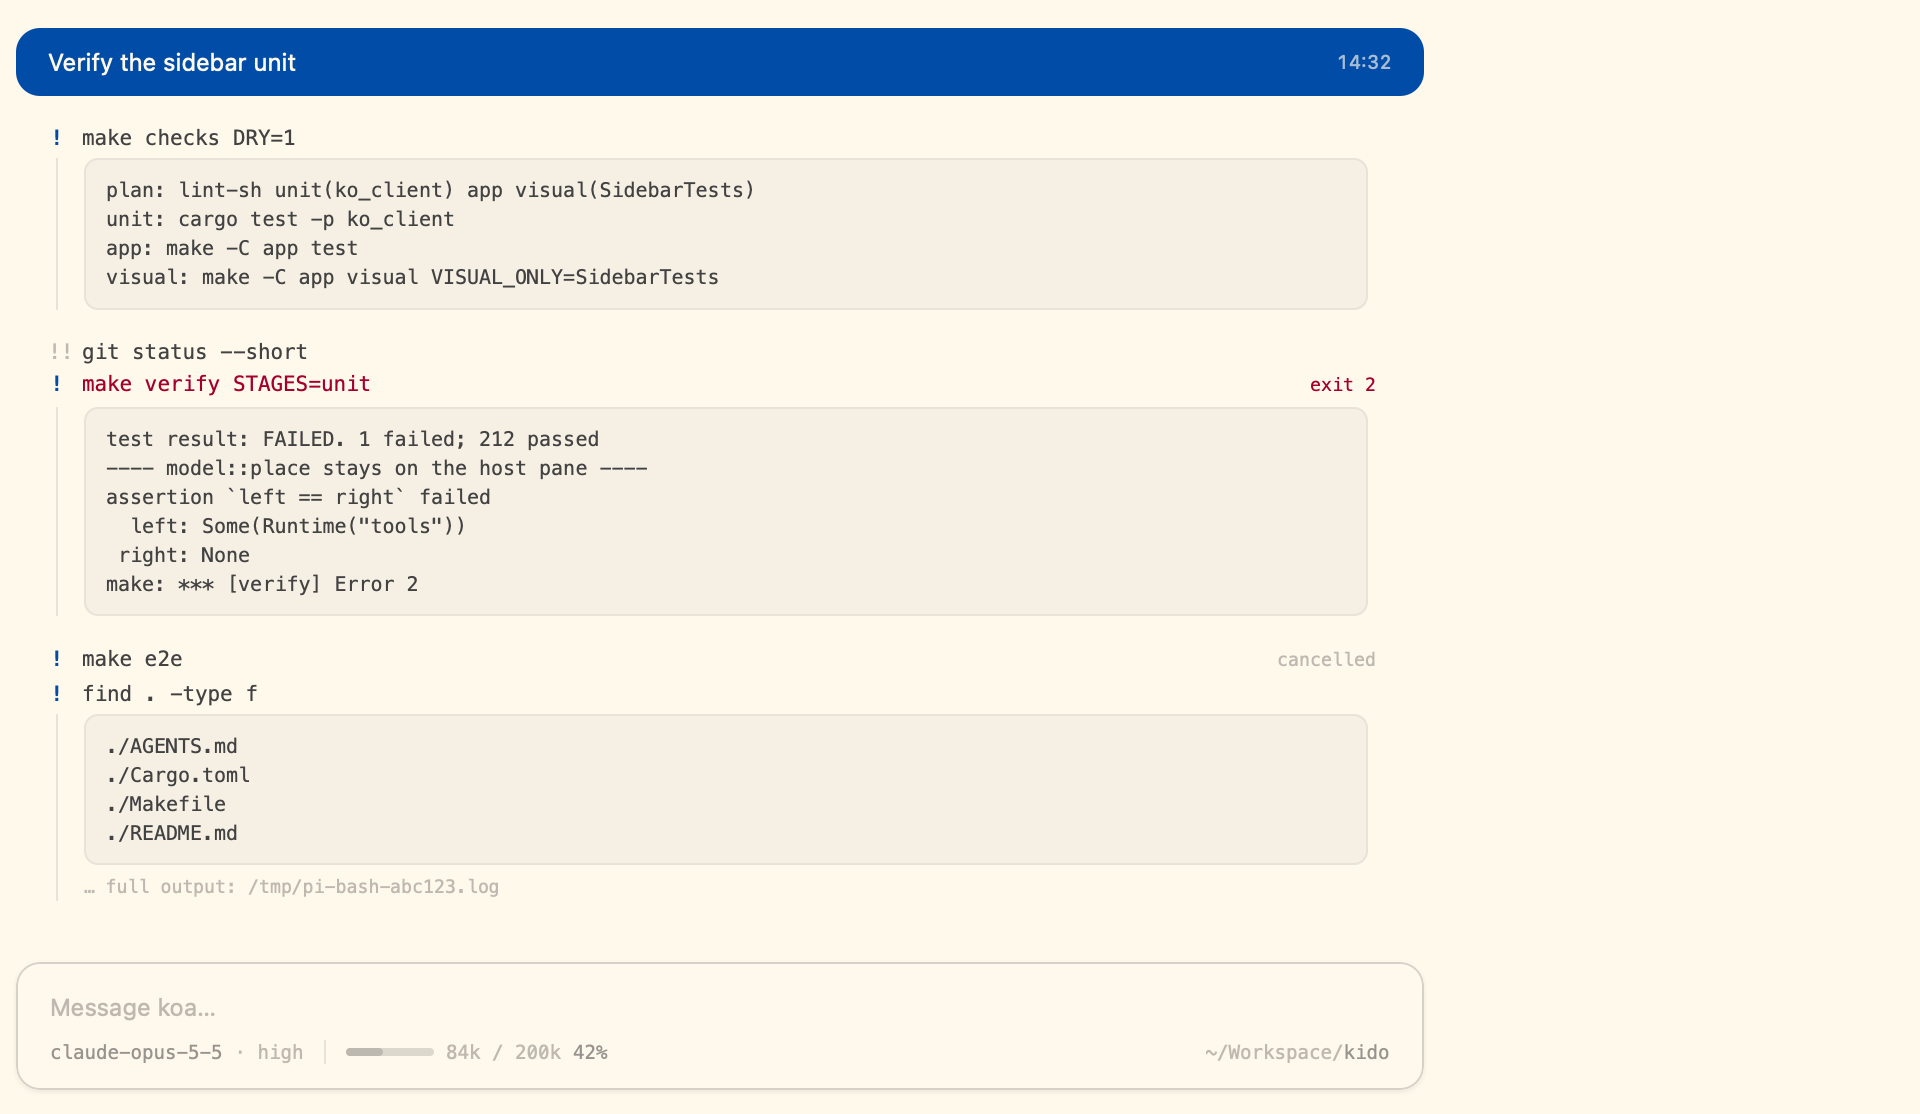 Verify the sidebar unit 14:32
! make checks DRY=1
plan: lint-sh unit(ko_client) app visual(SidebarTests)
unit: cargo test -p ko_client
app: make -C app test
visual: make -C app visual VISUAL_ONLY=SidebarTests
!! git status --short
! make verify STAGES=unit exit 2
test result: FAILED. 1 failed; 212 passed
---- model::place stays on the host pane ----
assertion `left == right` failed
  left: Some(Runtime("tools"))
 right: None
make: *** [verify] Error 2
! make e2e cancelled
! find . -type f
./AGENTS.md
./Cargo.toml
./Makefile
./README.md
… full output: /tmp/pi-bash-abc123.log
Message koa...
claude-opus-5-5 · high 84k / 200k 42% ~/Workspace/kido